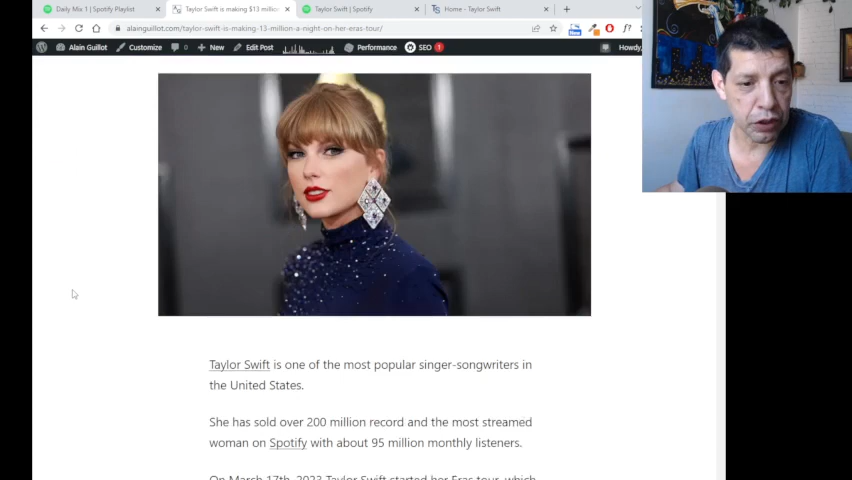 Daily Mix 1 | Spotify Playlist
Taylor Swift is making $13 millio
Taylor Swift | Spotify
Home - Taylor Swift
alainguillot.com/taylor-swift-is-making-13-million-a-night-on-her-eras-tour/
Alain Guillot
Customize
0
New
Edit Post
Performance
SEO
1
Howdy,
Taylor Swift is one of the most popular singer-songwriters in
the United States.
She has sold over 200 million record and the most streamed
woman on Spotify with about 95 million monthly listeners.
On March 17th, 2023 Taylor Swift started her Eras tour, which